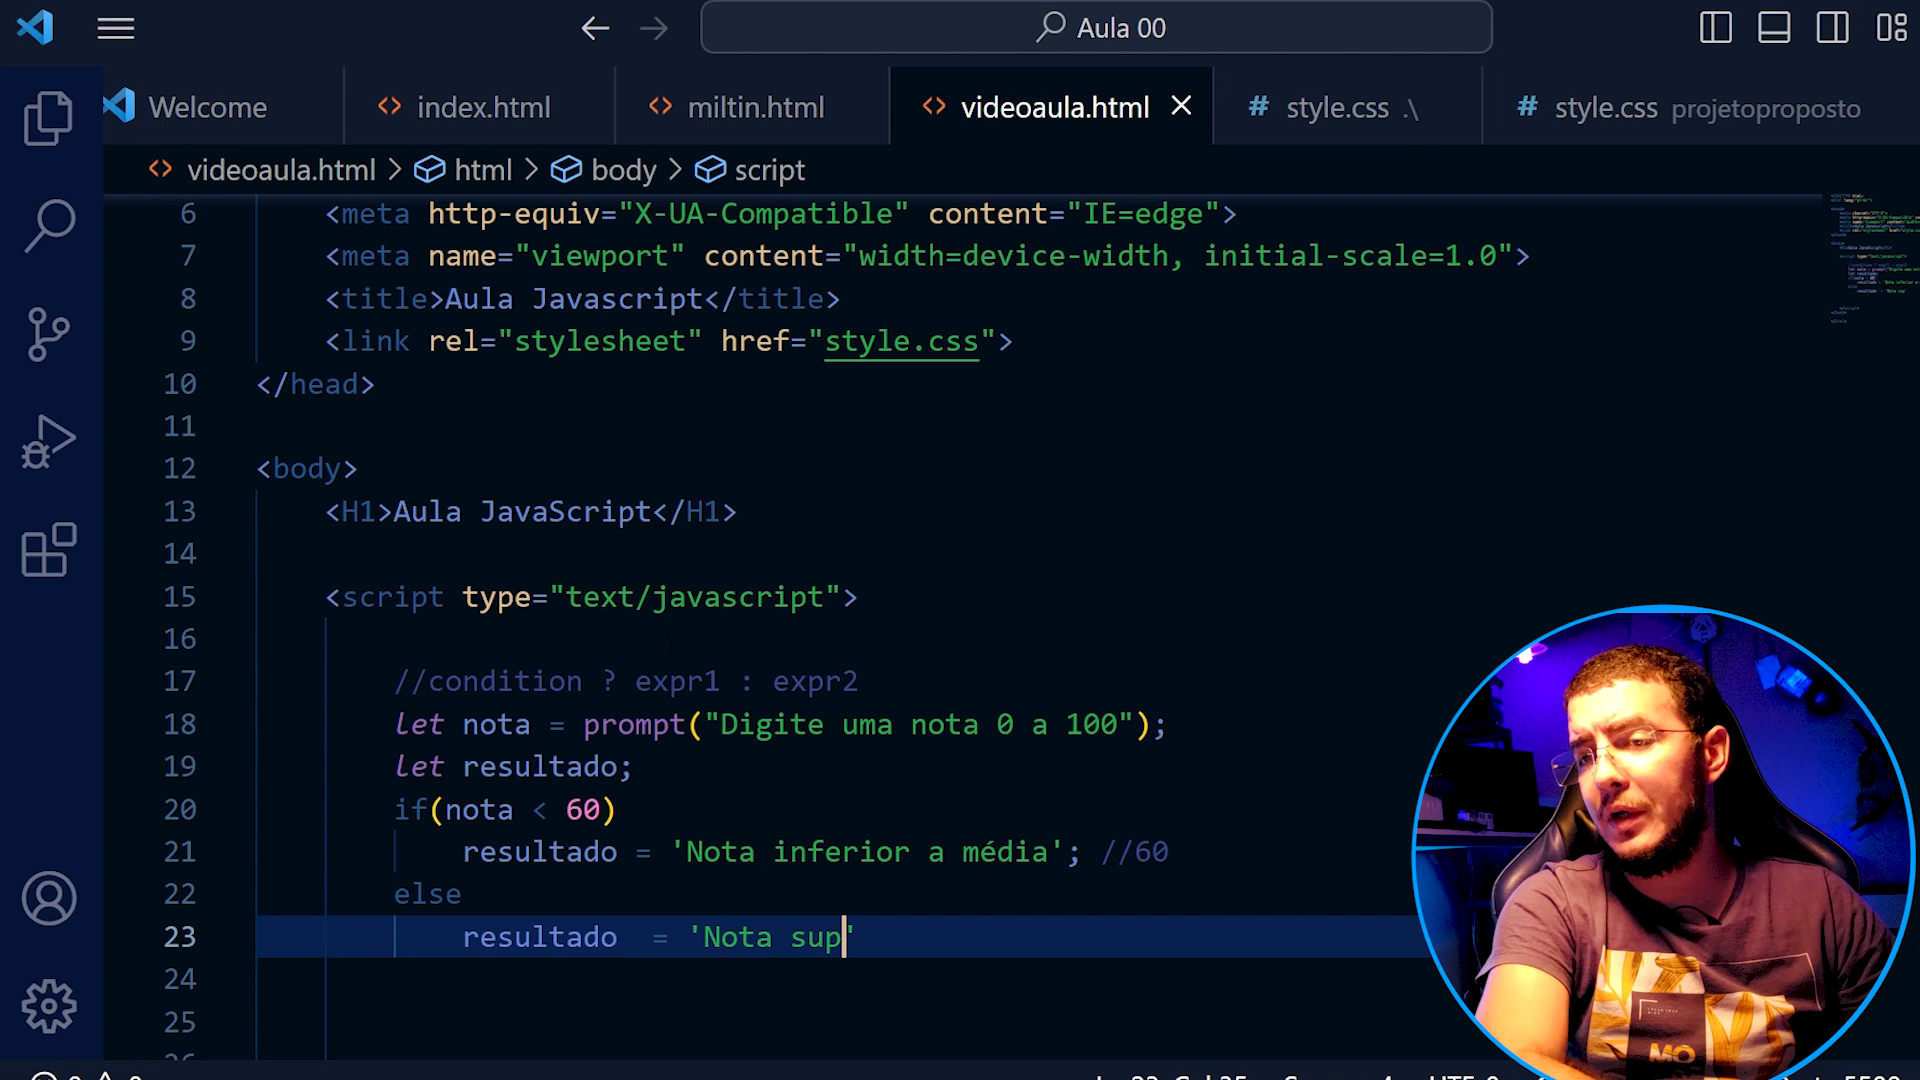 Aula 00
Welcome
index.html
miltin.html
videoaula.html
style.css .\
style.css projetoproposto
videoaula.html > html > body > script
6 <meta http-equiv="X-UA-Compatible" content="IE=edge">
7 <meta name="viewport" content="width=device-width, initial-scale=1.0">
8 <title>Aula Javascript</title>
9 <link rel="stylesheet" href="style.css">
10 </head>
11
12 <body>
13 <H1>Aula JavaScript</H1>
14
15 <script type="text/javascript">
16
17 //condition ? expr1 : expr2
18 let nota = prompt("Digite uma nota 0 a 100");
19 let resultado;
20 if(nota < 60)
21 resultado = 'Nota inferior a média'; //60
22 else
23 resultado  = 'Nota sup'
24
25
MO